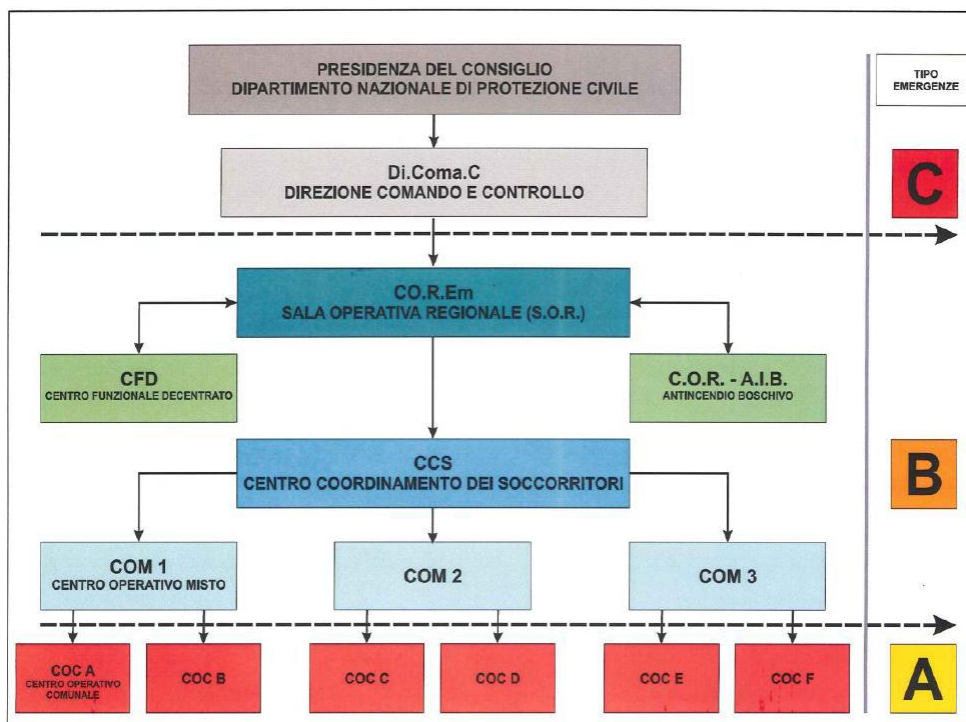 PRESIDENZA DEL CONSIGLIO
DIPARTIMENTO NAZIONALE DI PROTEZIONE CIVILE
TIPO
EMERGENZE
Di.Coma.C
DIREZIONE COMANDO E CONTROLLO
C
CO.R.Em
SALA OPERATIVA REGIONALE (S.O.R.)
CFD
CENTRO FUNZIONALE DECENTRATO
C.O.R. - A.I.B.
ANTINCENDIO BOSCHIVO
CCS
CENTRO COORDINAMENTO DEI SOCCORRITORI
B
COM 1
CENTRO OPERATIVO MISTO
COM 2
COM 3
COC A
CENTRO OPERATIVO
COMUNALE
COC B
COC C
COC D
COC E
COC F
A